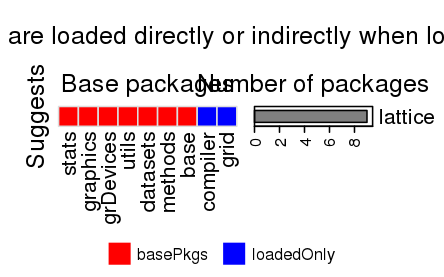 are loaded directly or indirectly when lo
Base packages
Number of packages
Suggests
lattice
stats
graphics
grDevices
utils
datasets
methods
base
compiler
grid
0 2 4 6 8
basePkgs loadedOnly